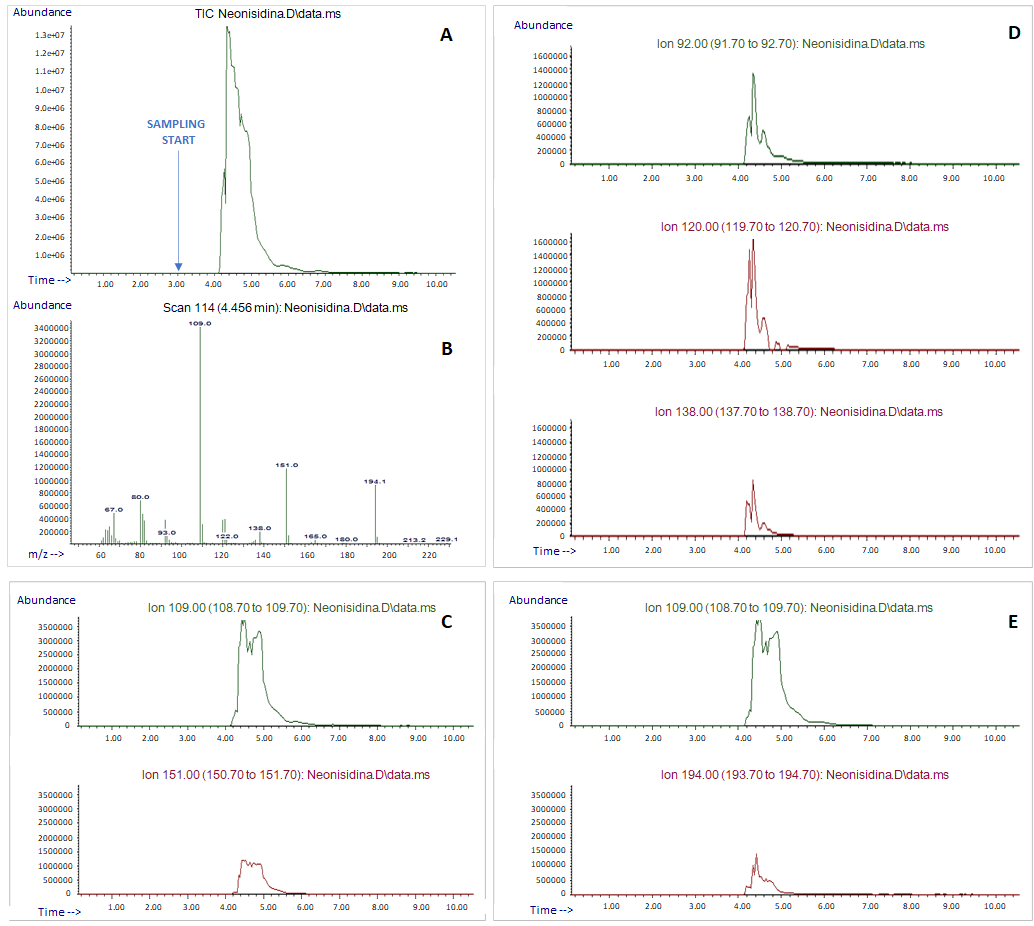 Abundance
TIC Neonisidina.D\data.ms
A
1.3e+07
1.2e+07
1.1e+07
1.0e+07
9.0e+06
8.0e+06
7.0e+06
6.0e+06
5.0e+06
4.0e+06
3.0e+06
2.0e+06
1.0e+06
SAMPLING
START
Time -->
1.00 2.00 3.00 4.00 5.00 6.00 7.00 8.00 9.00 10.00
Abundance
Scan 114 (4.456 min): Neonisidina.D\data.ms
B
3400000
3200000
3000000
2800000
2600000
2400000
2200000
2000000
1800000
1600000
1400000
1200000
1000000
800000
600000
400000
200000
109.0
151.0
194.1
80.0
67.0
93.0
122.0
138.0
165.0
180.0
213.2
229.1
m/z -->
60 80 100 120 140 160 180 200 220
Abundance
Ion 109.00 (108.70 to 109.70): Neonisidina.D\data.ms
C
3500000
3000000
2500000
2000000
1500000
1000000
500000
0
1.00 2.00 3.00 4.00 5.00 6.00 7.00 8.00 9.00 10.00
Ion 151.00 (150.70 to 151.70): Neonisidina.D\data.ms
3500000
3000000
2500000
2000000
1500000
1000000
500000
0
1.00 2.00 3.00 4.00 5.00 6.00 7.00 8.00 9.00 10.00
Time -->
Abundance
D
Ion 92.00 (91.70 to 92.70): Neonisidina.D\data.ms
1600000
1400000
1200000
1000000
800000
600000
400000
200000
0
1.00 2.00 3.00 4.00 5.00 6.00 7.00 8.00 9.00 10.00
Ion 120.00 (119.70 to 120.70): Neonisidina.D\data.ms
1600000
1400000
1200000
1000000
800000
600000
400000
200000
0
1.00 2.00 3.00 4.00 5.00 6.00 7.00 8.00 9.00 10.00
Ion 138.00 (137.70 to 138.70): Neonisidina.D\data.ms
1600000
1400000
1200000
1000000
800000
600000
400000
200000
0
Time -->
1.00 2.00 3.00 4.00 5.00 6.00 7.00 8.00 9.00 10.00
Abundance
Ion 109.00 (108.70 to 109.70): Neonisidina.D\data.ms
E
3500000
3000000
2500000
2000000
1500000
1000000
500000
0
1.00 2.00 3.00 4.00 5.00 6.00 7.00 8.00 9.00 10.00
Ion 194.00 (193.70 to 194.70): Neonisidina.D\data.ms
3500000
3000000
2500000
2000000
1500000
1000000
500000
0
1.00 2.00 3.00 4.00 5.00 6.00 7.00 8.00 9.00 10.00
Time -->